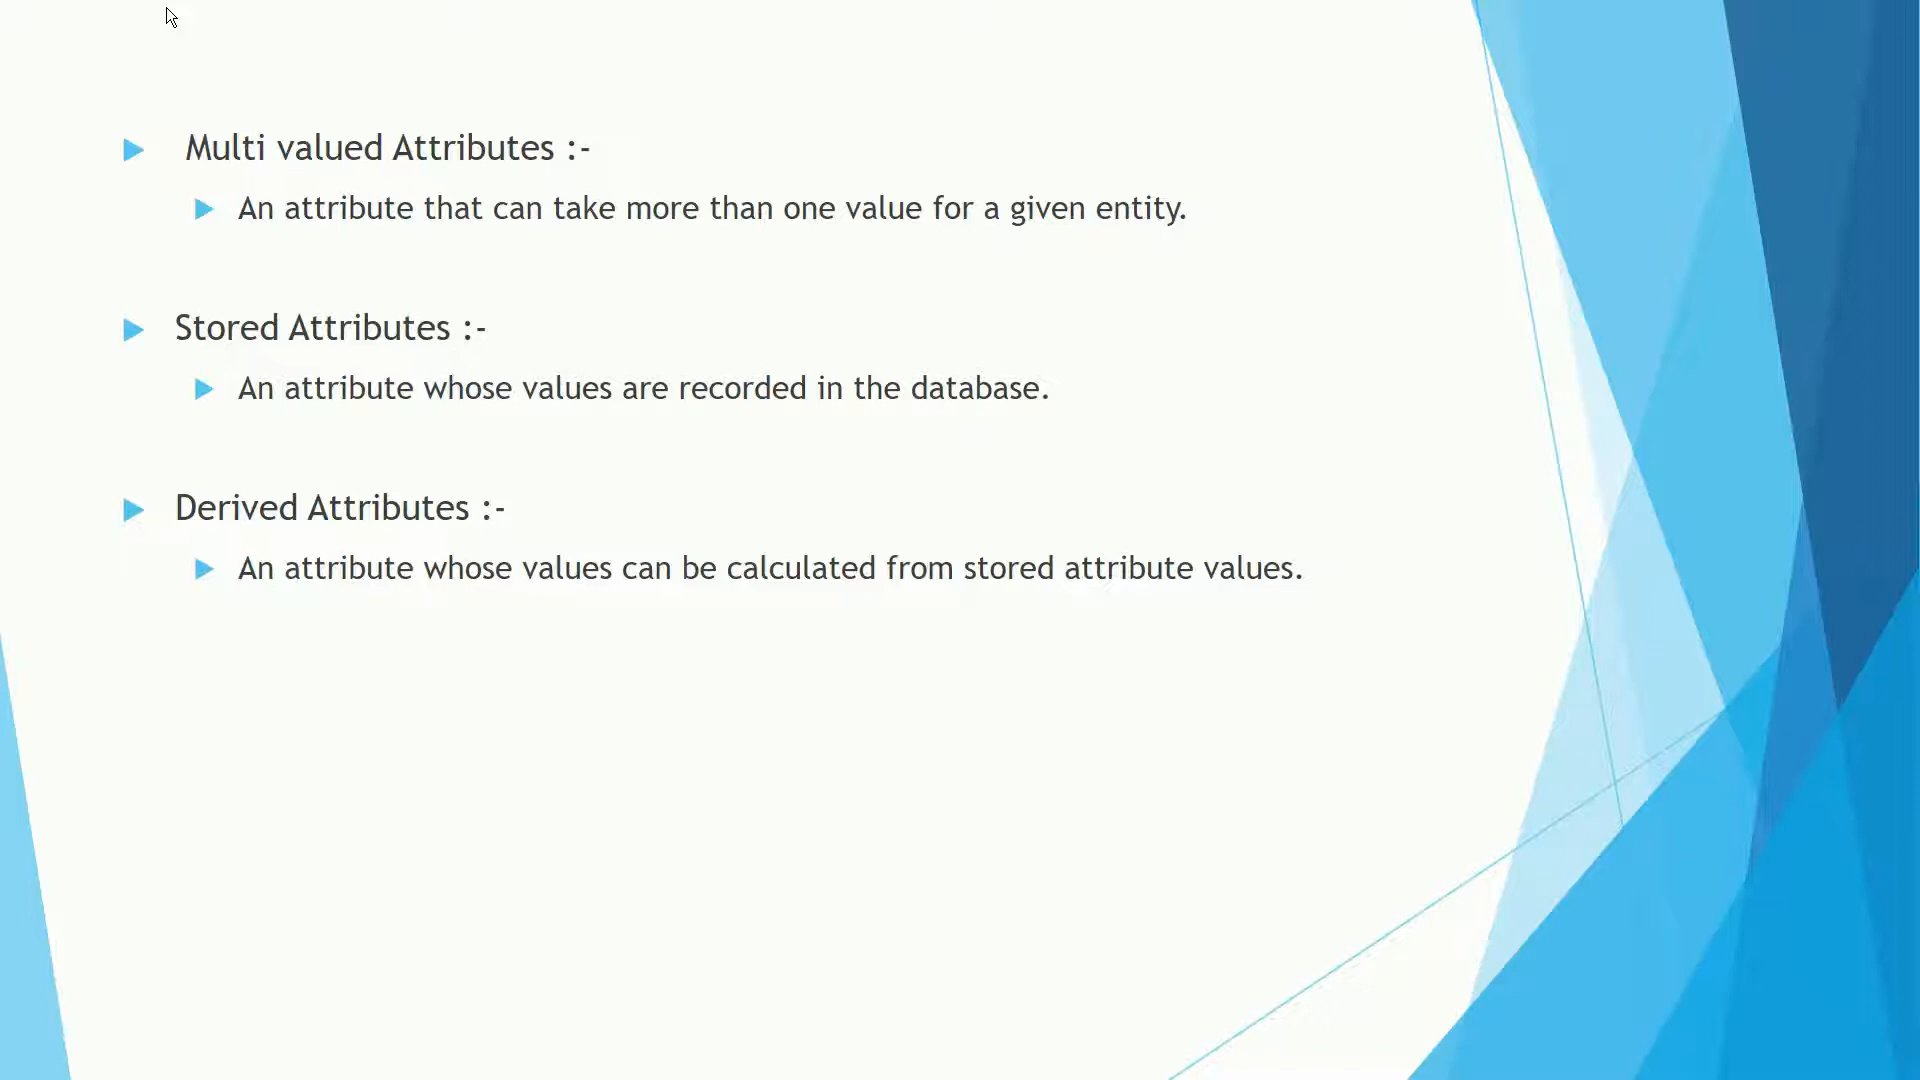 Multi valued Attributes :-
An attribute that can take more than one value for a given entity.
Stored Attributes :-
An attribute whose values are recorded in the database.
Derived Attributes :-
An attribute whose values can be calculated from stored attribute values.